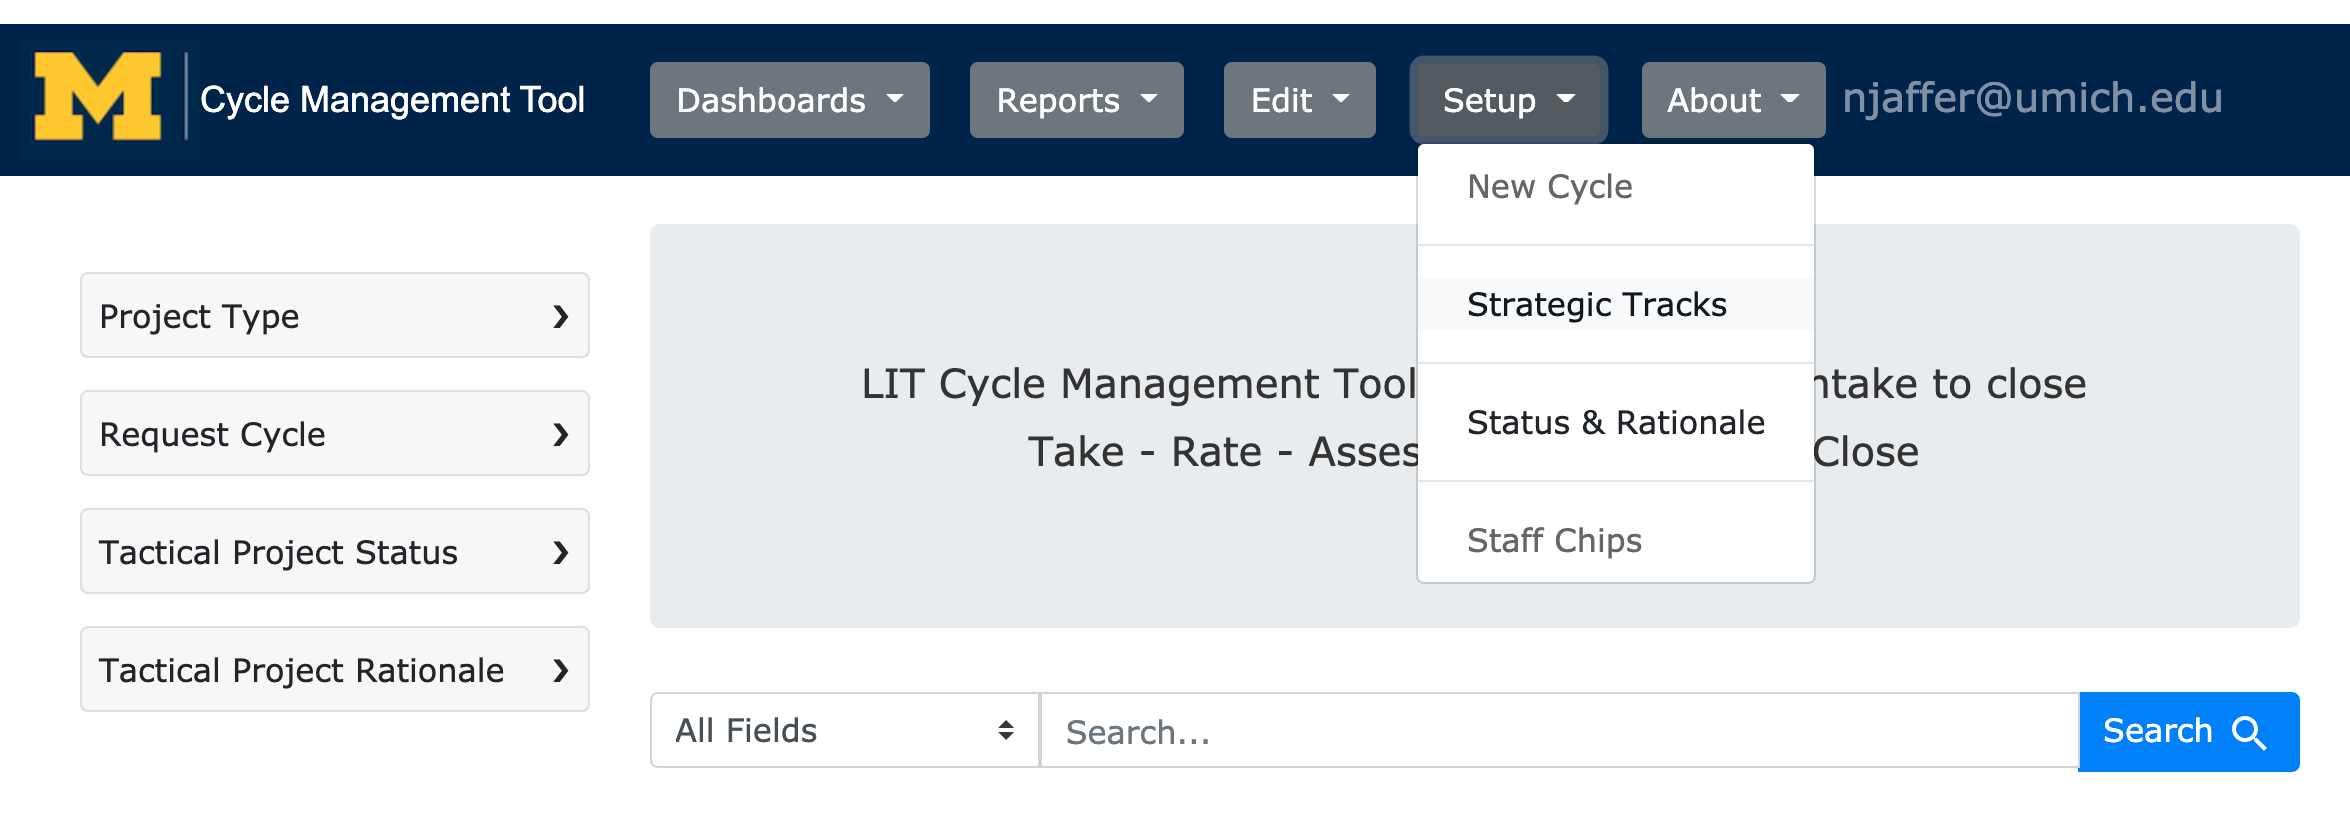 M
Cycle Management Tool
Dashboards
Reports
Edit
Setup
About
njaffer@umich.edu
New Cycle
Strategic Tracks
Status & Rationale
Staff Chips
Project Type
Request Cycle
Tactical Project Status
Tactical Project Rationale
LIT Cycle Management Tool ntake to close
Take - Rate - Asses Close
All Fields
Search...
Search